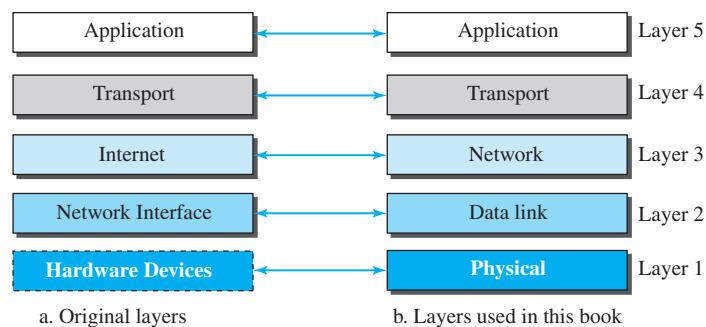 Application Application Layer 5
Transport Transport Layer 4
Internet Network Layer 3
Network Interface Data link Layer 2
Hardware Devices Physical Layer 1
a. Original layers b. Layers used in this book